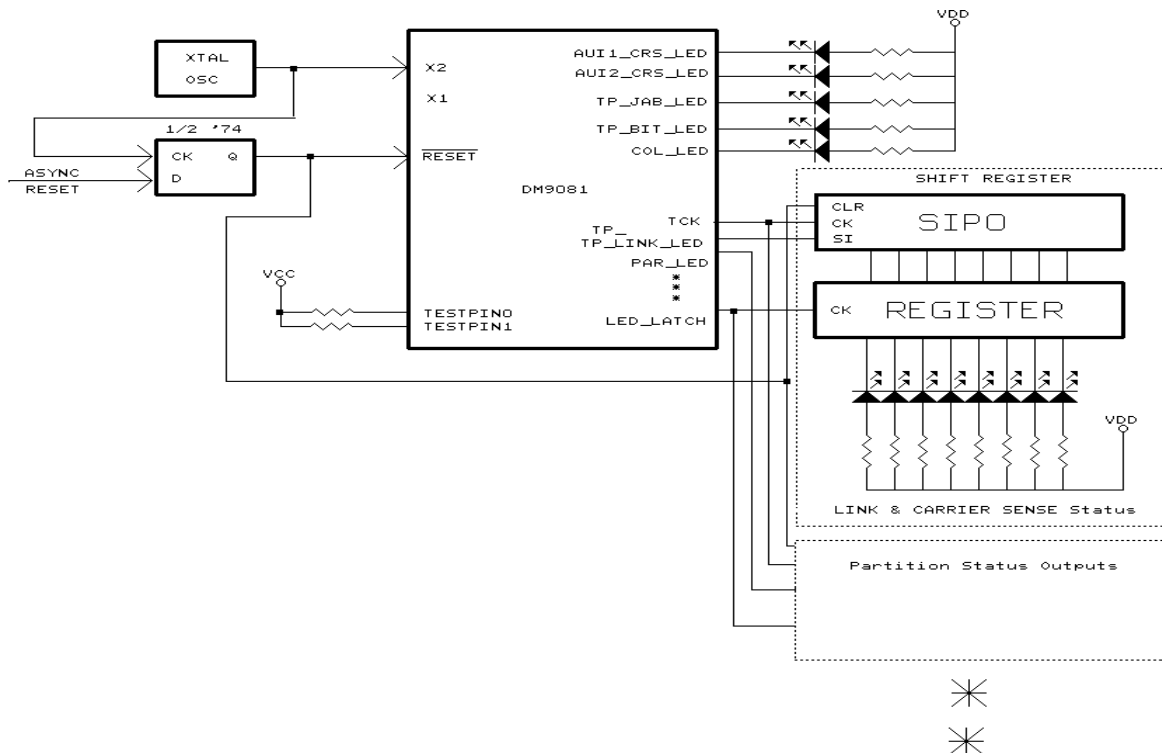 VDD
XTAL
OSC
X2
X1
AUI1_CRS_LED
AUI2_CRS_LED
TP_JAB_LED
TP_BIT_LED
COL_LED
1/2 '74
CK Q
D
ASYNC
RESET
RESET
DM9081
TCK
TP_
TP_LINK_LED
PAR_LED
*
*
*
LED_LATCH
VCC
TESTPIN0
TESTPIN1
SHIFT REGISTER
CLR
CK
SI
SIPO
CK
REGISTER
VDD
LINK & CARRIER SENSE Status
Partition Status Outputs
*
*